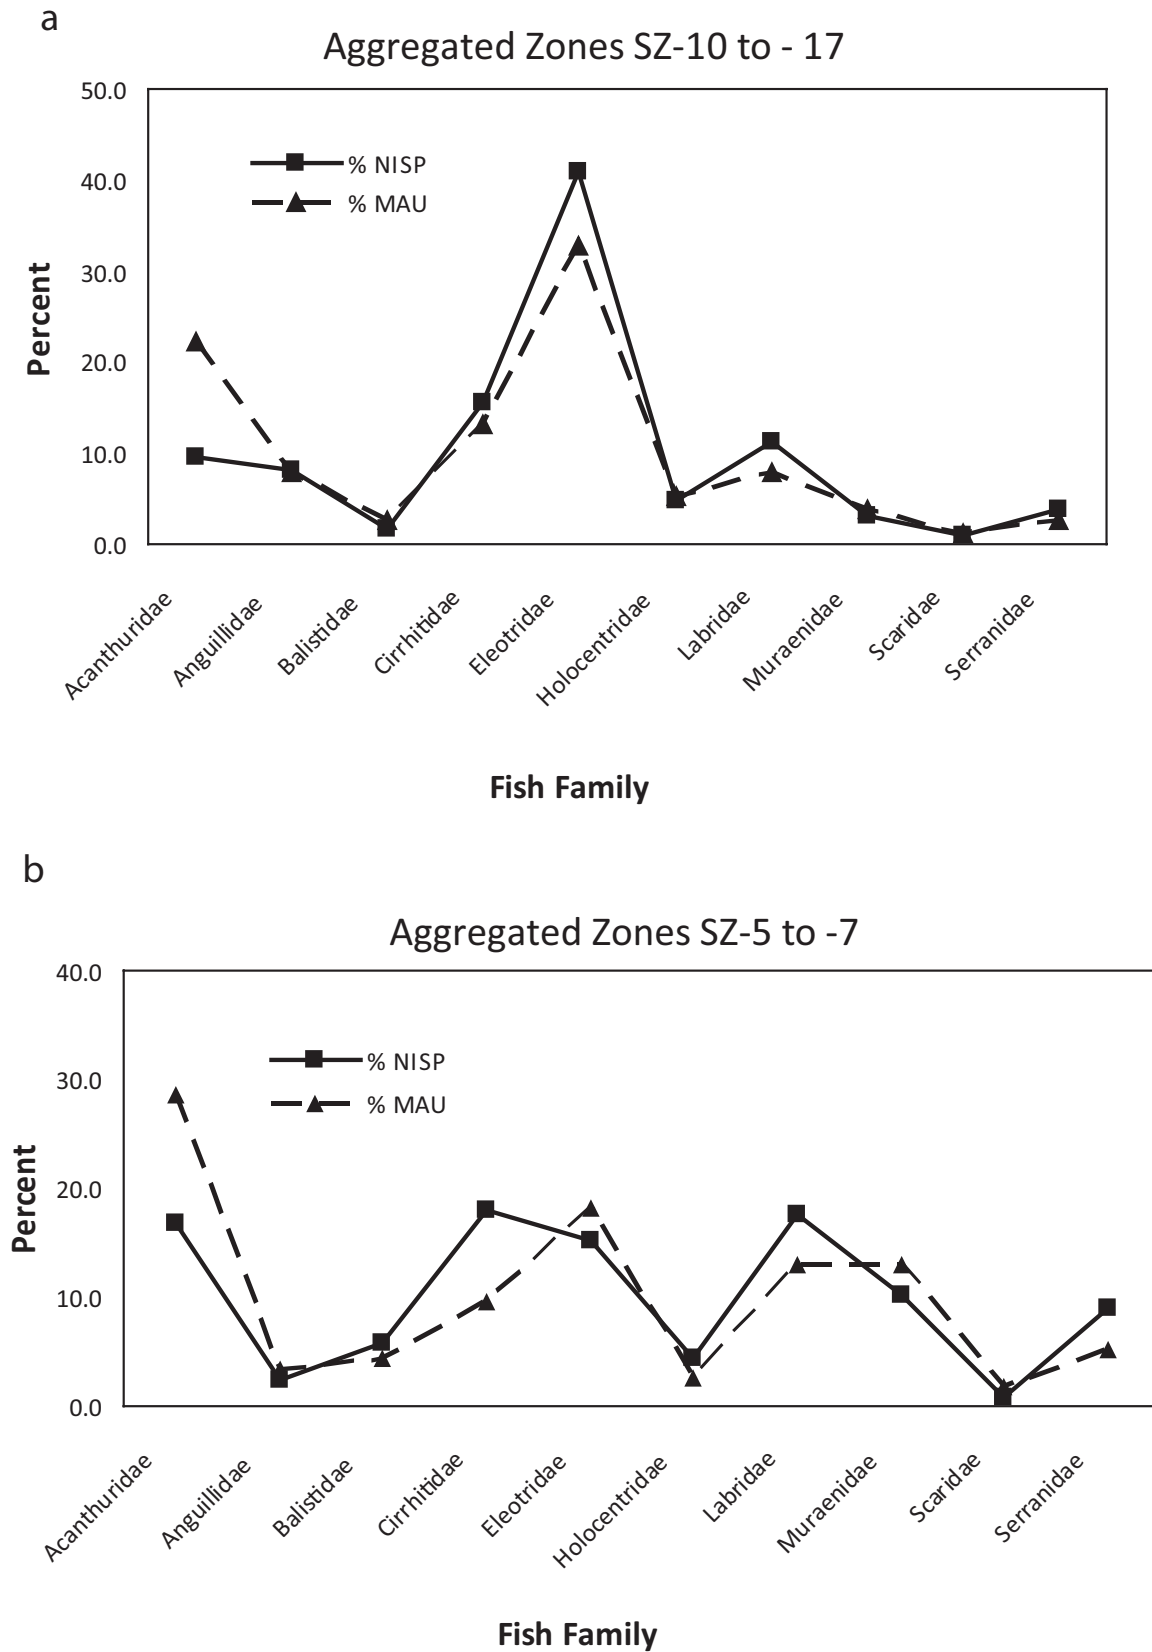 a
Aggregated Zones SZ-10 to - 17
50.0
40.0
30.0
20.0
10.0
0.0
Percent
% NISP
% MAU
Acanthuridae
Anguillidae
Balistidae
Cirrhitidae
Eleotridae
Holocentridae
Labridae
Muraenidae
Scaridae
Serranidae
Fish Family
b
Aggregated Zones SZ-5 to -7
40.0
30.0
20.0
10.0
0.0
Percent
% NISP
% MAU
Acanthuridae
Anguillidae
Balistidae
Cirrhitidae
Eleotridae
Holocentridae
Labridae
Muraenidae
Scaridae
Serranidae
Fish Family